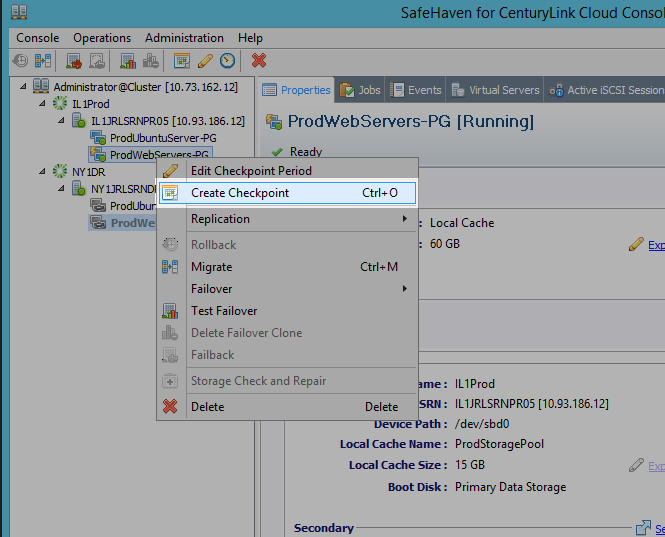 SafeHaven for CenturyLink Cloud Conso
Console Operations Administration Help
Administrator@Cluster [10.73.162.12]
IL1Prod
IL1JRLSRNPR05 [10.93.186.12]
ProdUbuntuServer-PG
ProdWebServers-PG
NY1DR
NY1JRLSRND
ProdUbun
ProdWe
Properties Jobs Events Virtual Servers Active iSCSI Session
ProdWebServers-PG [Running]
Ready
Edit Checkpoint Period
Create Checkpoint Ctrl+O
Replication
Rollback
Migrate Ctrl+M
Failover
Test Failover
Delete Failover Clone
Failback
Storage Check and Repair
Delete Delete
: Local Cache
: 60 GB Exp
ame : IL1Prod
SRN : IL1JRLSRNPR05 [10.93.186.12]
Device Path : /dev/sbd0
Local Cache Name : ProdStoragePool
Local Cache Size : 15 GB Exp
Boot Disk : Primary Data Storage
Secondary Se